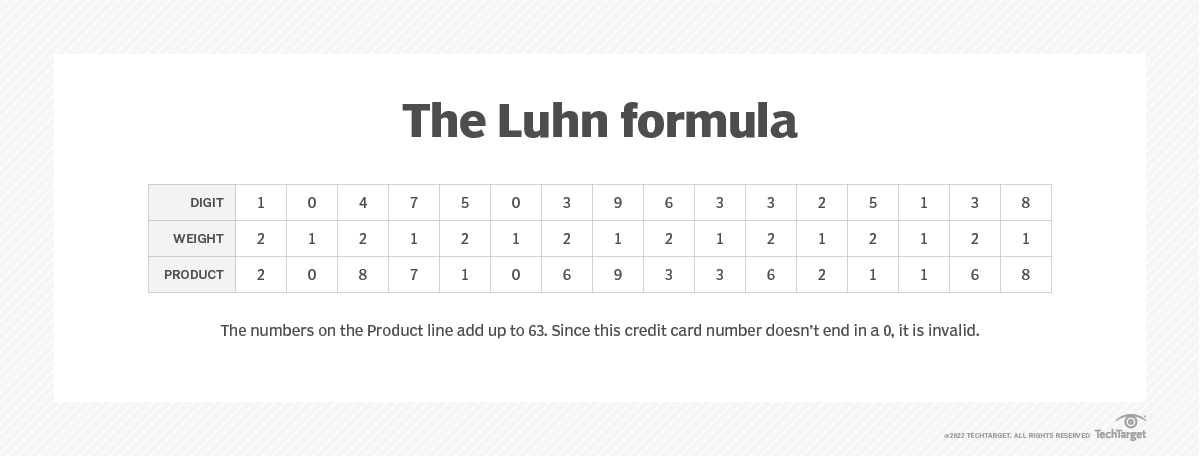 The Luhn formula
DIGIT 1 0 4 7 5 0 3 9 6 3 3 2 5 1 3 8
WEIGHT 2 1 2 1 2 1 2 1 2 1 2 1 2 1 2 1
PRODUCT 2 0 8 7 1 0 6 9 3 3 6 2 1 1 6 8
The numbers on the Product line add up to 63. Since this credit card number doesn't end in a 0, it is invalid.
©2022 TECHTARGET. ALL RIGHTS RESERVED TechTarget